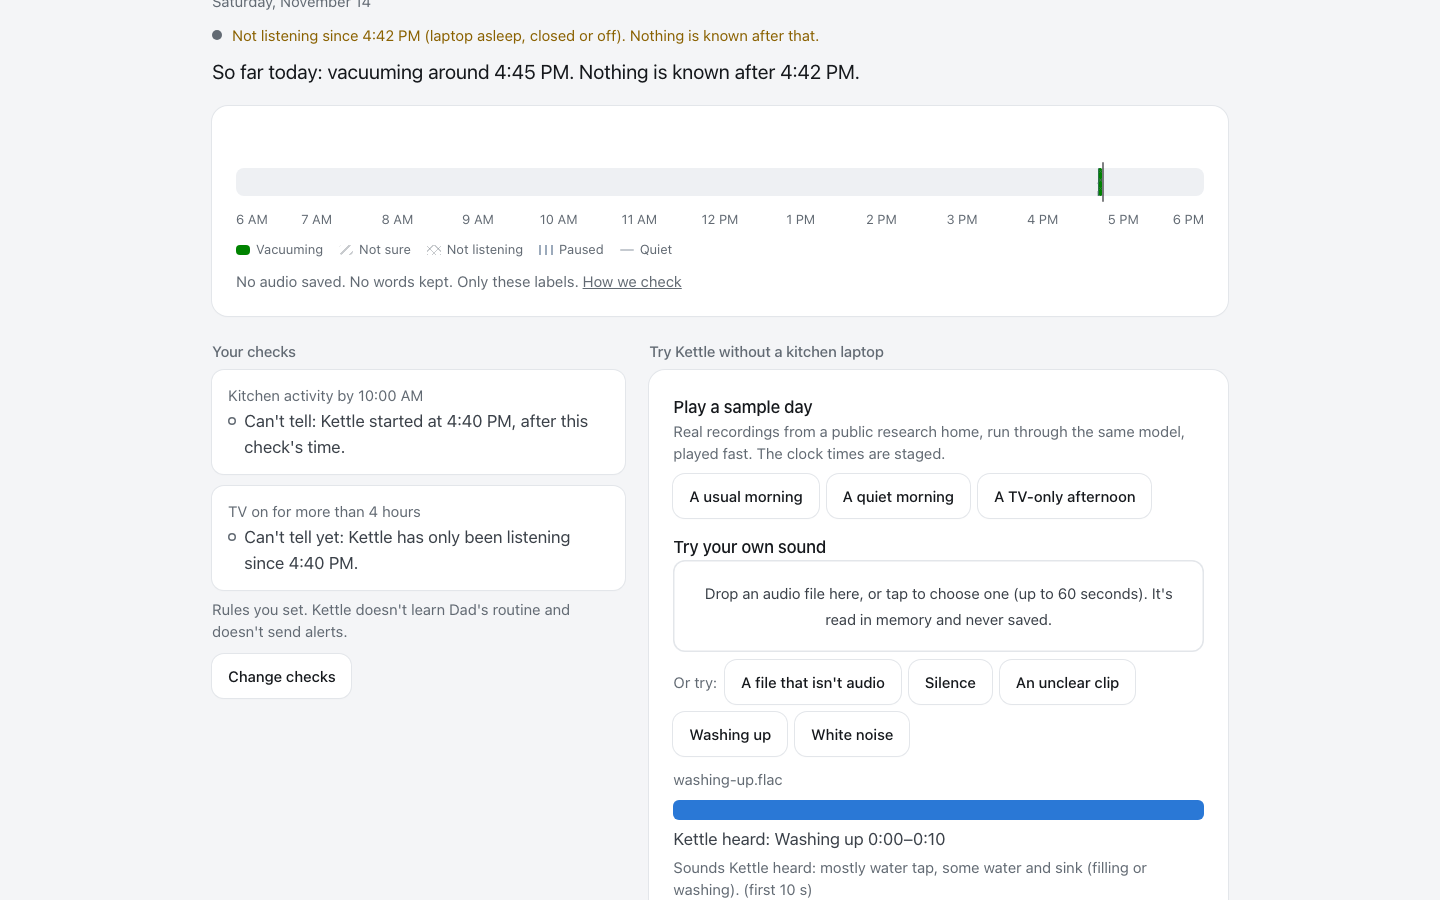 Saturday, November 14
Not listening since 4:42 PM (laptop asleep, closed or off). Nothing is known after that.
So far today: vacuuming around 4:45 PM. Nothing is known after 4:42 PM.
6 AM 7 AM 8 AM 9 AM 10 AM 11 AM 12 PM 1 PM 2 PM 3 PM 4 PM 5 PM 6 PM
Vacuuming Not sure Not listening Paused Quiet
No audio saved. No words kept. Only these labels. How we check
Your checks
Kitchen activity by 10:00 AM
Can't tell: Kettle started at 4:40 PM, after this
check's time.
TV on for more than 4 hours
Can't tell yet: Kettle has only been listening
since 4:40 PM.
Rules you set. Kettle doesn't learn Dad's routine and
doesn't send alerts.
Change checks
Try Kettle without a kitchen laptop
Play a sample day
Real recordings from a public research home, run through the same model,
played fast. The clock times are staged.
A usual morning A quiet morning A TV-only afternoon
Try your own sound
Drop an audio file here, or tap to choose one (up to 60 seconds). It's
read in memory and never saved.
Or try: A file that isn't audio Silence An unclear clip
Washing up White noise
washing-up.flac
Kettle heard: Washing up 0:00–0:10
Sounds Kettle heard: mostly water tap, some water and sink (filling or
washing). (first 10 s)